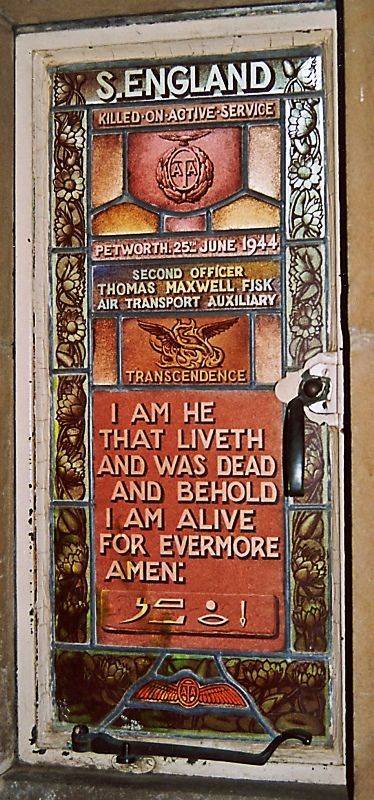 S. ENGLAND
KILLED·ON·ACTIVE·SERVICE
ATA
PETWORTH. 25TH JUNE 1944
SECOND OFFICER
THOMAS MAXWELL FISK
AIR TRANSPORT AUXILIARY
TRANSCENDENCE
I AM HE
THAT LIVETH
AND WAS DEAD
AND BEHOLD
I AM ALIVE
FOR EVERMORE
AMEN:
ATA